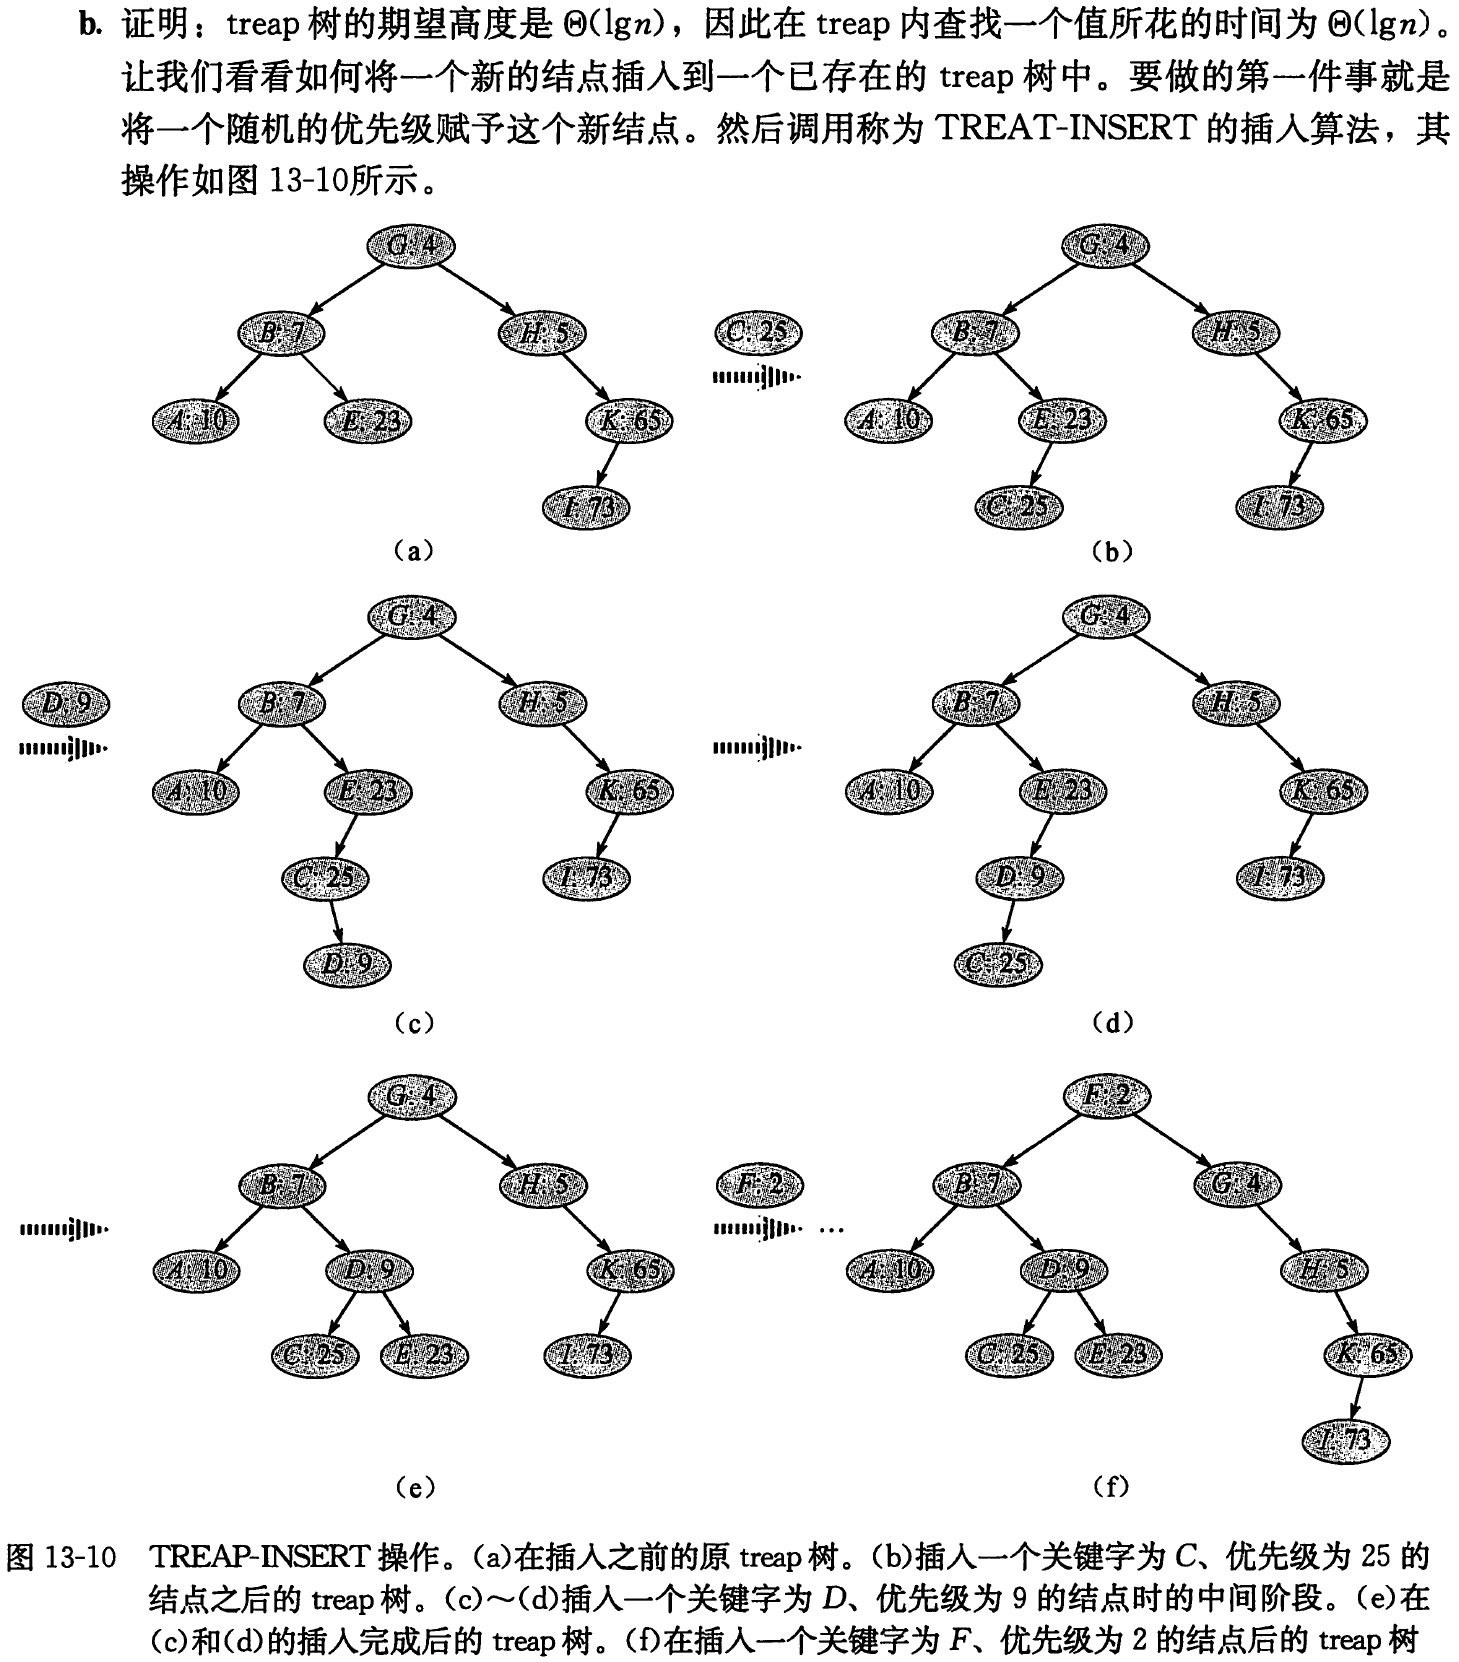 b. 证明：treap 树的期望高度是 Θ(lgn)，因此在 treap 内查找一个值所花的时间为 Θ(lgn)。
让我们看看如何将一个新的结点插入到一个已存在的 treap 树中。要做的第一件事就是
将一个随机的优先级赋予这个新结点。然后调用称为 TREAT-INSERT 的插入算法，其
操作如图 13-10所示。
G: 4
B: 7
H: 5
A: 10
E: 23
K: 65
I: 73
(a)
C: 25
G: 4
B: 7
H: 5
A: 10
E: 23
K: 65
C: 25
I: 73
(b)
D: 9
G: 4
B: 7
H: 5
A: 10
E: 23
K: 65
C: 25
I: 73
D: 9
(c)
G: 4
B: 7
H: 5
A: 10
E: 23
K: 65
D: 9
I: 73
C: 25
(d)
G: 4
B: 7
H: 5
A: 10
D: 9
K: 65
C: 25
E: 23
I: 73
(e)
F: 2
…
F: 2
B: 7
G: 4
A: 10
D: 9
H: 5
C: 25
E: 23
K: 65
I: 73
(f)
图 13-10 TREAP-INSERT 操作。(a)在插入之前的原 treap 树。(b)插入一个关键字为 C、优先级为 25 的
结点之后的 treap 树。(c)～(d)插入一个关键字为 D、优先级为 9 的结点时的中间阶段。(e)在
(c)和(d)的插入完成后的 treap 树。(f)在插入一个关键字为 F、优先级为 2 的结点后的 treap 树